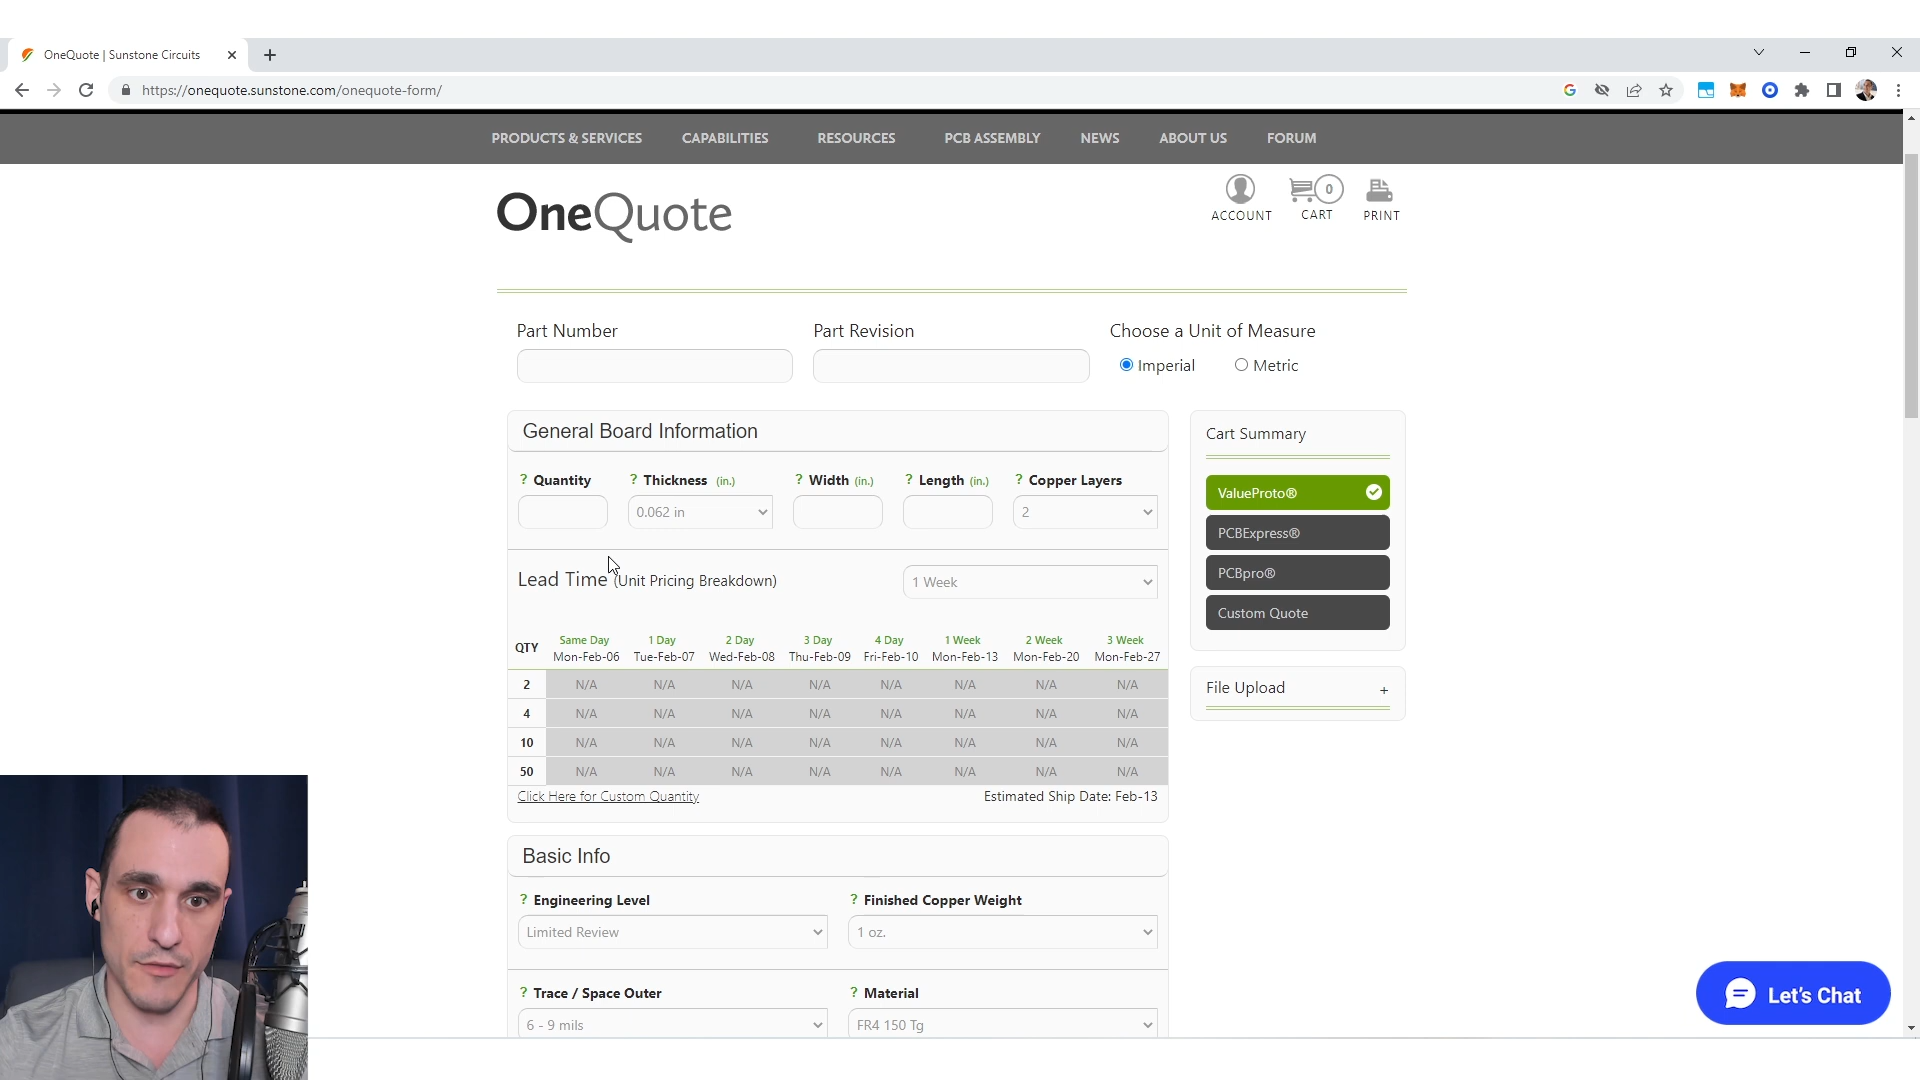 OneQuote | Sunstone Circuits
https://onequote.sunstone.com/onequote-form/
PRODUCTS & SERVICES CAPABILITIES RESOURCES PCB ASSEMBLY NEWS ABOUT US FORUM
OneQuote
0
ACCOUNT CART PRINT
Part Number Part Revision Choose a Unit of Measure
Imperial Metric
General Board Information
? Quantity ? Thickness (in.) ? Width (in.) ? Length (in.) ? Copper Layers
0.062 in 2
Lead Time (Unit Pricing Breakdown) 1 Week
QTY Same Day 1 Day 2 Day 3 Day 4 Day 1 Week 2 Week 3 Week
Mon-Feb-06 Tue-Feb-07 Wed-Feb-08 Thu-Feb-09 Fri-Feb-10 Mon-Feb-13 Mon-Feb-20 Mon-Feb-27
2 N/A N/A N/A N/A N/A N/A N/A N/A
4 N/A N/A N/A N/A N/A N/A N/A N/A
10 N/A N/A N/A N/A N/A N/A N/A N/A
50 N/A N/A N/A N/A N/A N/A N/A N/A
Click Here for Custom Quantity Estimated Ship Date: Feb-13
Basic Info
? Engineering Level ? Finished Copper Weight
Limited Review 1 oz.
? Trace / Space Outer ? Material
6 - 9 mils FR4 150 Tg
Cart Summary
ValueProto®
PCBExpress®
PCBpro®
Custom Quote
File Upload +
Let's Chat